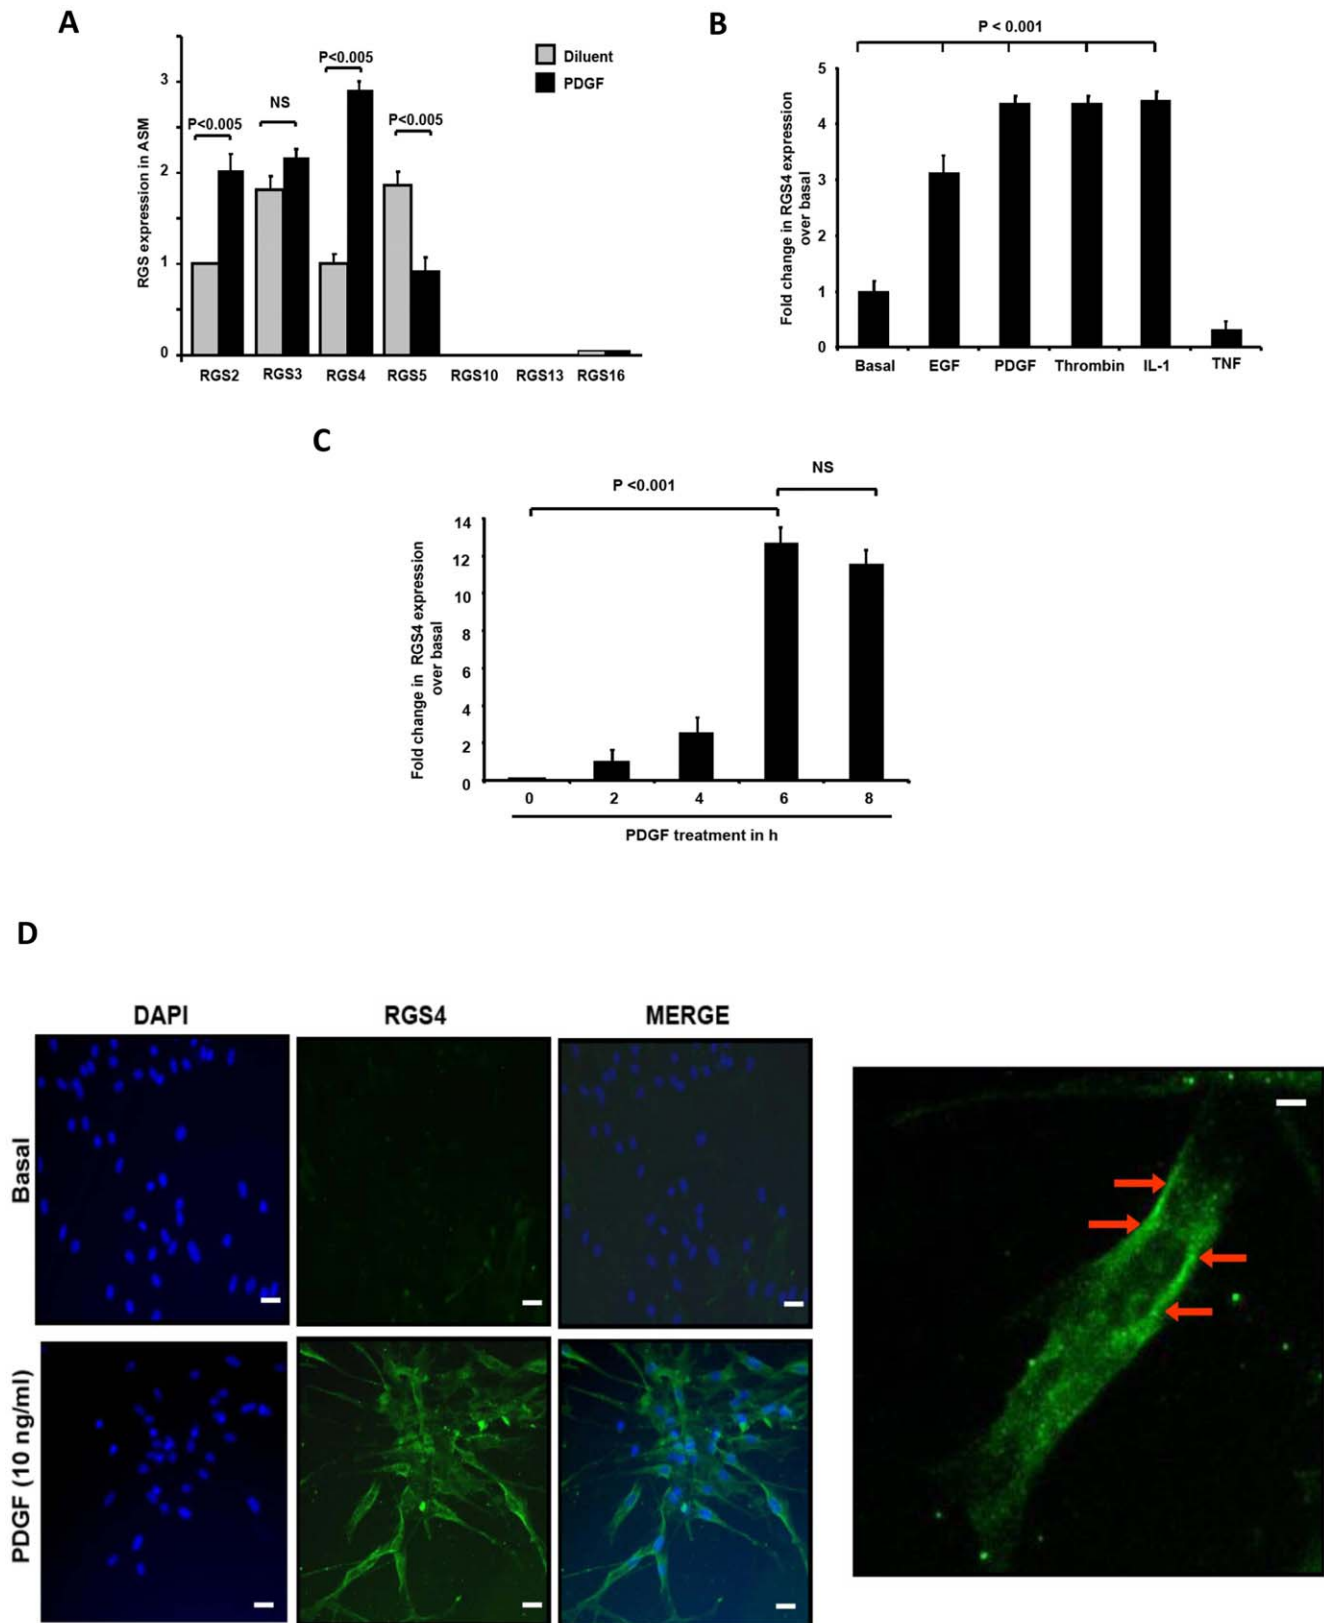 A
Diluent
PDGF
P<0.005
NS
P<0.005
P<0.005
RGS expression in ASM
3
2
1
0
RGS2
RGS3
RGS4
RGS5
RGS10
RGS13
RGS16
B
P < 0.001
Fold change in RGS4 expression
over basal
5
4
3
2
1
0
Basal
EGF
PDGF
Thrombin
IL-1
TNF
C
P <0.001
NS
Fold change in RGS4 expression
over basal
14
12
10
8
6
4
2
0
0
2
4
6
8
PDGF treatment in h
D
DAPI
RGS4
MERGE
Basal
PDGF (10 ng/ml)